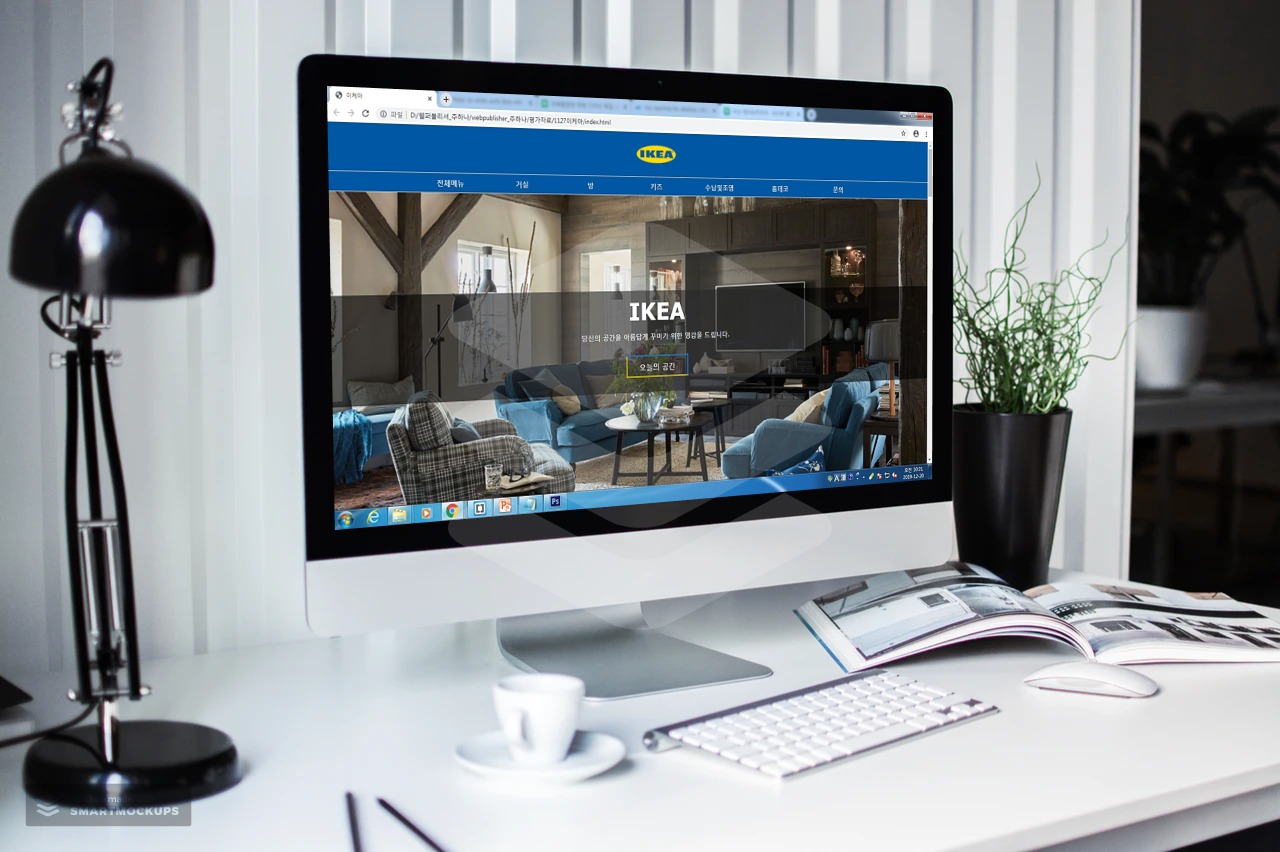 이케아
파일 D:/웹퍼블리셔_주하나/webpublisher_주하나/평가자료/1127이케아/index.html
IKEA
전체메뉴 거실 방 키즈 수납및조명 홈데코 문의
IKEA
당신의 공간을 아름답게 꾸미기 위한 영감을 드립니다.
오늘의 공간
오전 10:21
2019-12-20
Ps
SMARTMOCKUPS